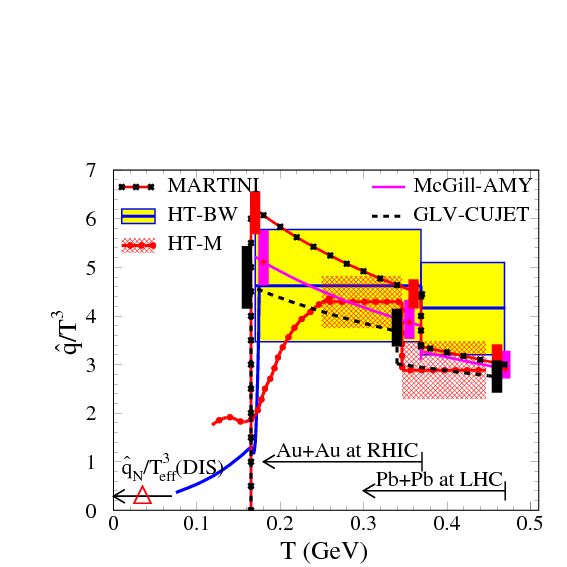 7
6
5
4
3
2
1
0
q̂/T³
MARTINI
HT-BW
HT-M
McGill-AMY
GLV-CUJET
Au+Au at RHIC
Pb+Pb at LHC
q̂_N/T³_eff(DIS)
0 0.1 0.2 0.3 0.4 0.5
T (GeV)